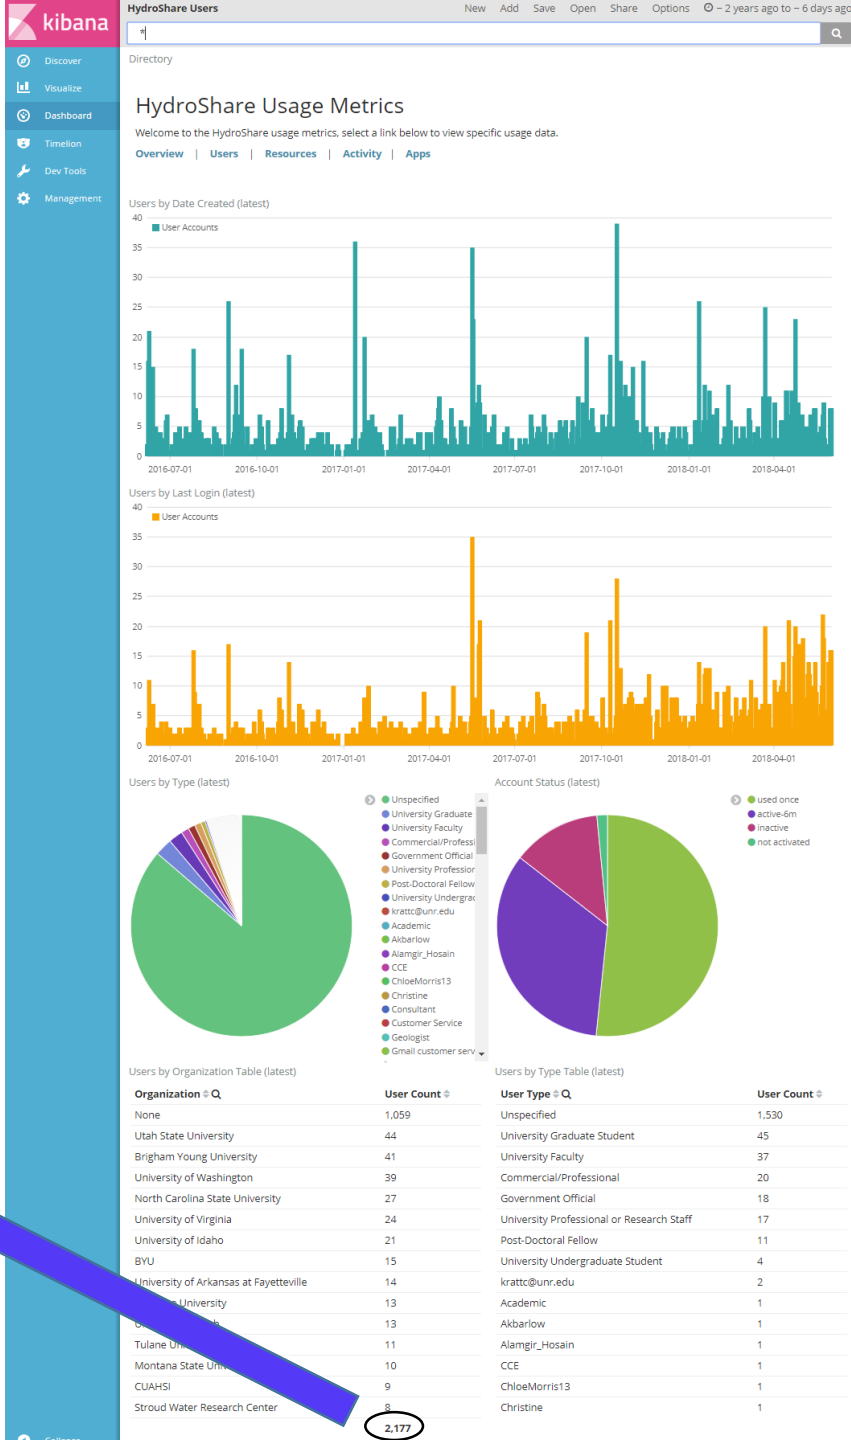 kibana
HydroShare Users
New Add Save Open Share Options ~ 2 years ago to ~ 6 days ago
*
Discover
Visualize
Dashboard
Timelion
Dev Tools
Management
Directory
HydroShare Usage Metrics
Welcome to the HydroShare usage metrics, select a link below to view specific usage data.
Overview | Users | Resources | Activity | Apps
Users by Date Created (latest)
User Accounts
40
35
30
25
20
15
10
5
0
2016-07-01 2016-10-01 2017-01-01 2017-04-01 2017-07-01 2017-10-01 2018-01-01 2018-04-01
Users by Last Login (latest)
User Accounts
40
35
30
25
20
15
10
5
0
2016-07-01 2016-10-01 2017-01-01 2017-04-01 2017-07-01 2017-10-01 2018-01-01 2018-04-01
Users by Type (latest)
Unspecified
University Graduate
University Faculty
Commercial/Professi
Government Official
University Profession
Post-Doctoral Fellow
University Undergrad
krattc@unr.edu
Academic
Akbarlow
Alamgir_Hosain
CCE
ChloeMorris13
Christine
Consultant
Customer Service
Geologist
Gmail customer serv
Account Status (latest)
used once
active-6m
inactive
not activated
Users by Organization Table (latest)
Organization User Count
None 1,059
Utah State University 44
Brigham Young University 41
University of Washington 39
North Carolina State University 27
University of Virginia 24
University of Idaho 21
BYU 15
University of Arkansas at Fayetteville 14
University 13
13
Tulane 11
Montana State 10
CUAHSI 9
Stroud Water Research Center 8
2,177
Users by Type Table (latest)
User Type User Count
Unspecified 1,530
University Graduate Student 45
University Faculty 37
Commercial/Professional 20
Government Official 18
University Professional or Research Staff 17
Post-Doctoral Fellow 11
University Undergraduate Student 4
krattc@unr.edu 2
Academic 1
Akbarlow 1
Alamgir_Hosain 1
CCE 1
ChloeMorris13 1
Christine 1